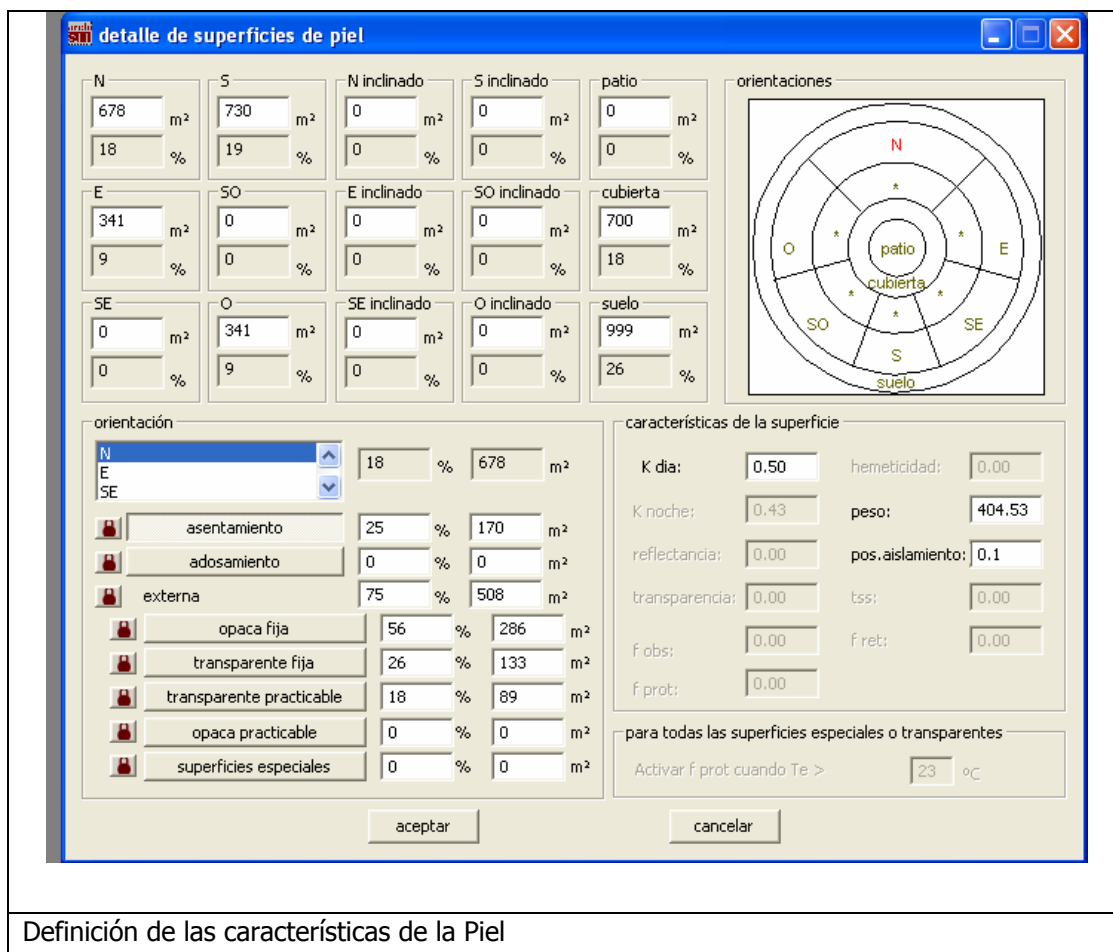 detalle de superficies de piel
N S N inclinado S inclinado patio orientaciones
678 m² 730 m² 0 m² 0 m² 0 m²
18 % 19 % 0 % 0 % 0 %
E SO E inclinado SO inclinado cubierta
341 m² 0 m² 0 m² 0 m² 700 m²
9 % 0 % 0 % 0 % 18 %
SE O SE inclinado O inclinado suelo
0 m² 341 m² 0 m² 0 m² 999 m²
0 % 9 % 0 % 0 % 26 %
N
*
O * patio * E
cubierta
* *
SO * SE
S
suelo
orientación
N
E
SE
18 % 678 m²
asentamiento 25 % 170 m²
adosamiento 0 % 0 m²
externa 75 % 508 m²
opaca fija 56 % 286 m²
transparente fija 26 % 133 m²
transparente practicable 18 % 89 m²
opaca practicable 0 % 0 m²
superficies especiales 0 % 0 m²
características de la superficie
K dia: 0.50 hemeticidad: 0.00
K noche: 0.43 peso: 404.53
reflectancia: 0.00 pos.aislamiento: 0.1
transparencia: 0.00 tss: 0.00
f obs: 0.00 f ret: 0.00
f prot: 0.00
para todas las superficies especiales o transparentes
Activar f prot cuando Te > 23 ºC
aceptar cancelar
Definición de las características de la Piel